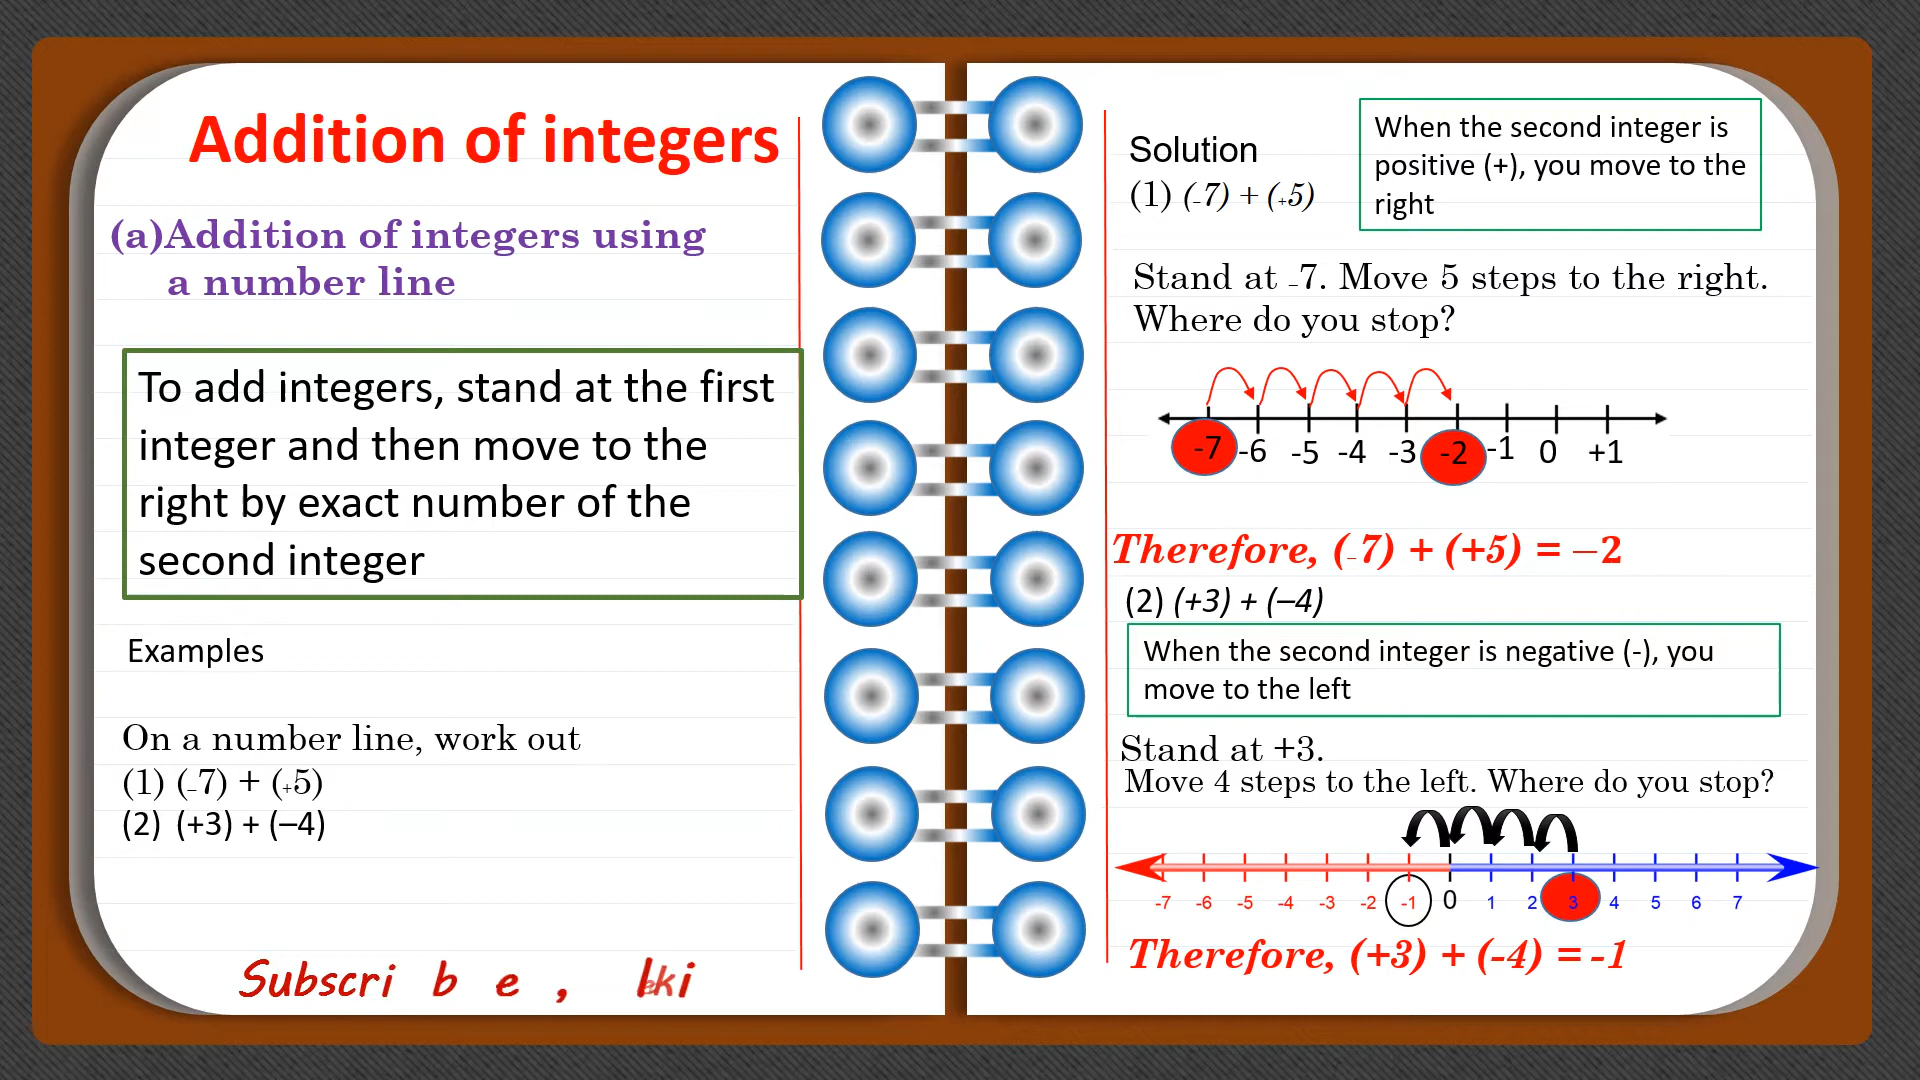 Addition of integers
(a)Addition of integers using
a number line
To add integers, stand at the first
integer and then move to the
right by exact number of the
second integer
Examples
On a number line, work out
(1) (-7) + (+5)
(2) (+3) + (–4)
Subscri b e ,
Solution
(1) (-7) + (+5)
When the second integer is
positive (+), you move to the
right
Stand at -7. Move 5 steps to the right.
Where do you stop?
-7 -6 -5 -4 -3 -2 -1 0 +1
Therefore, (-7) + (+5) = −2
(2) (+3) + (–4)
When the second integer is negative (-), you
move to the left
Stand at +3.
Move 4 steps to the left. Where do you stop?
-7 -6 -5 -4 -3 -2 -1 0 1 2 3 4 5 6 7
Therefore, (+3) + (-4) = -1